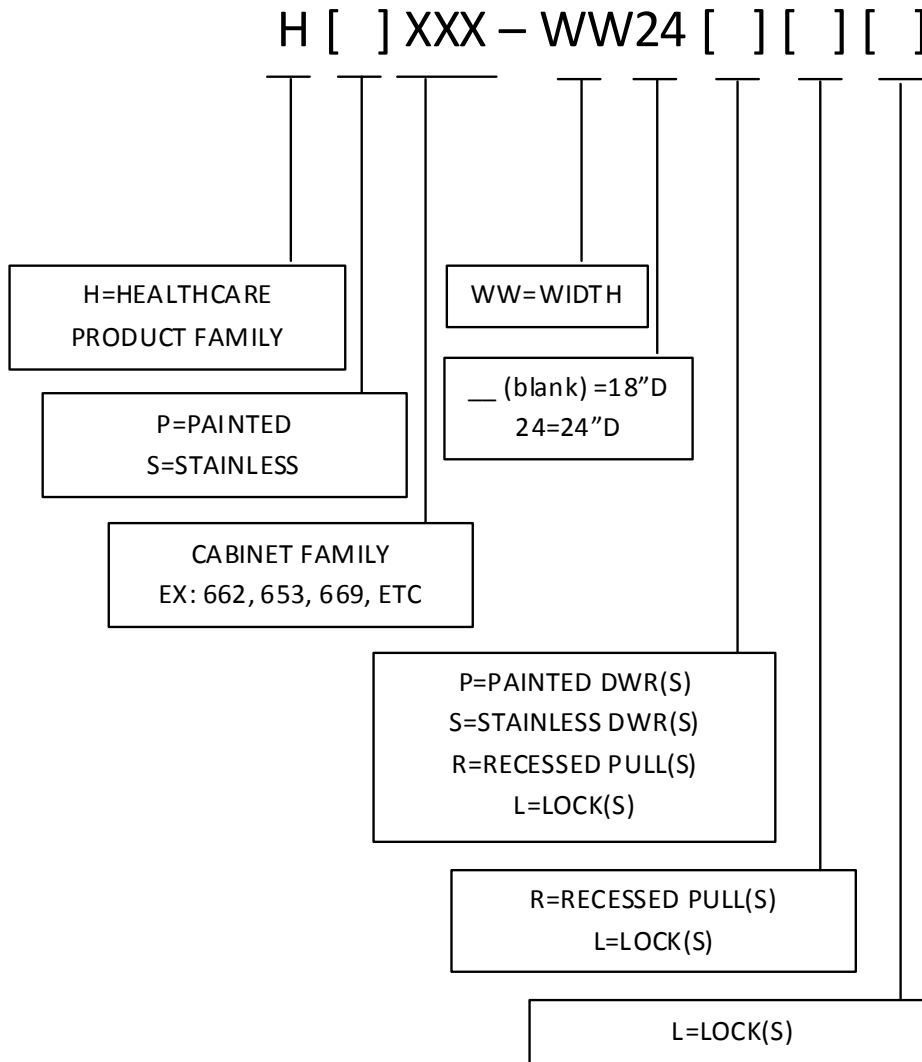 H [ ] XXX – WW24 [ ] [ ] [ ]
H=HEALTHCARE
PRODUCT FAMILY
WW=WIDTH
__ (blank) =18”D
24=24”D
P=PAINTED
S=STAINLESS
CABINET FAMILY
EX: 662, 653, 669, ETC
P=PAINTED DWR(S)
S=STAINLESS DWR(S)
R=RECESSED PULL(S)
L=LOCK(S)
R=RECESSED PULL(S)
L=LOCK(S)
L=LOCK(S)